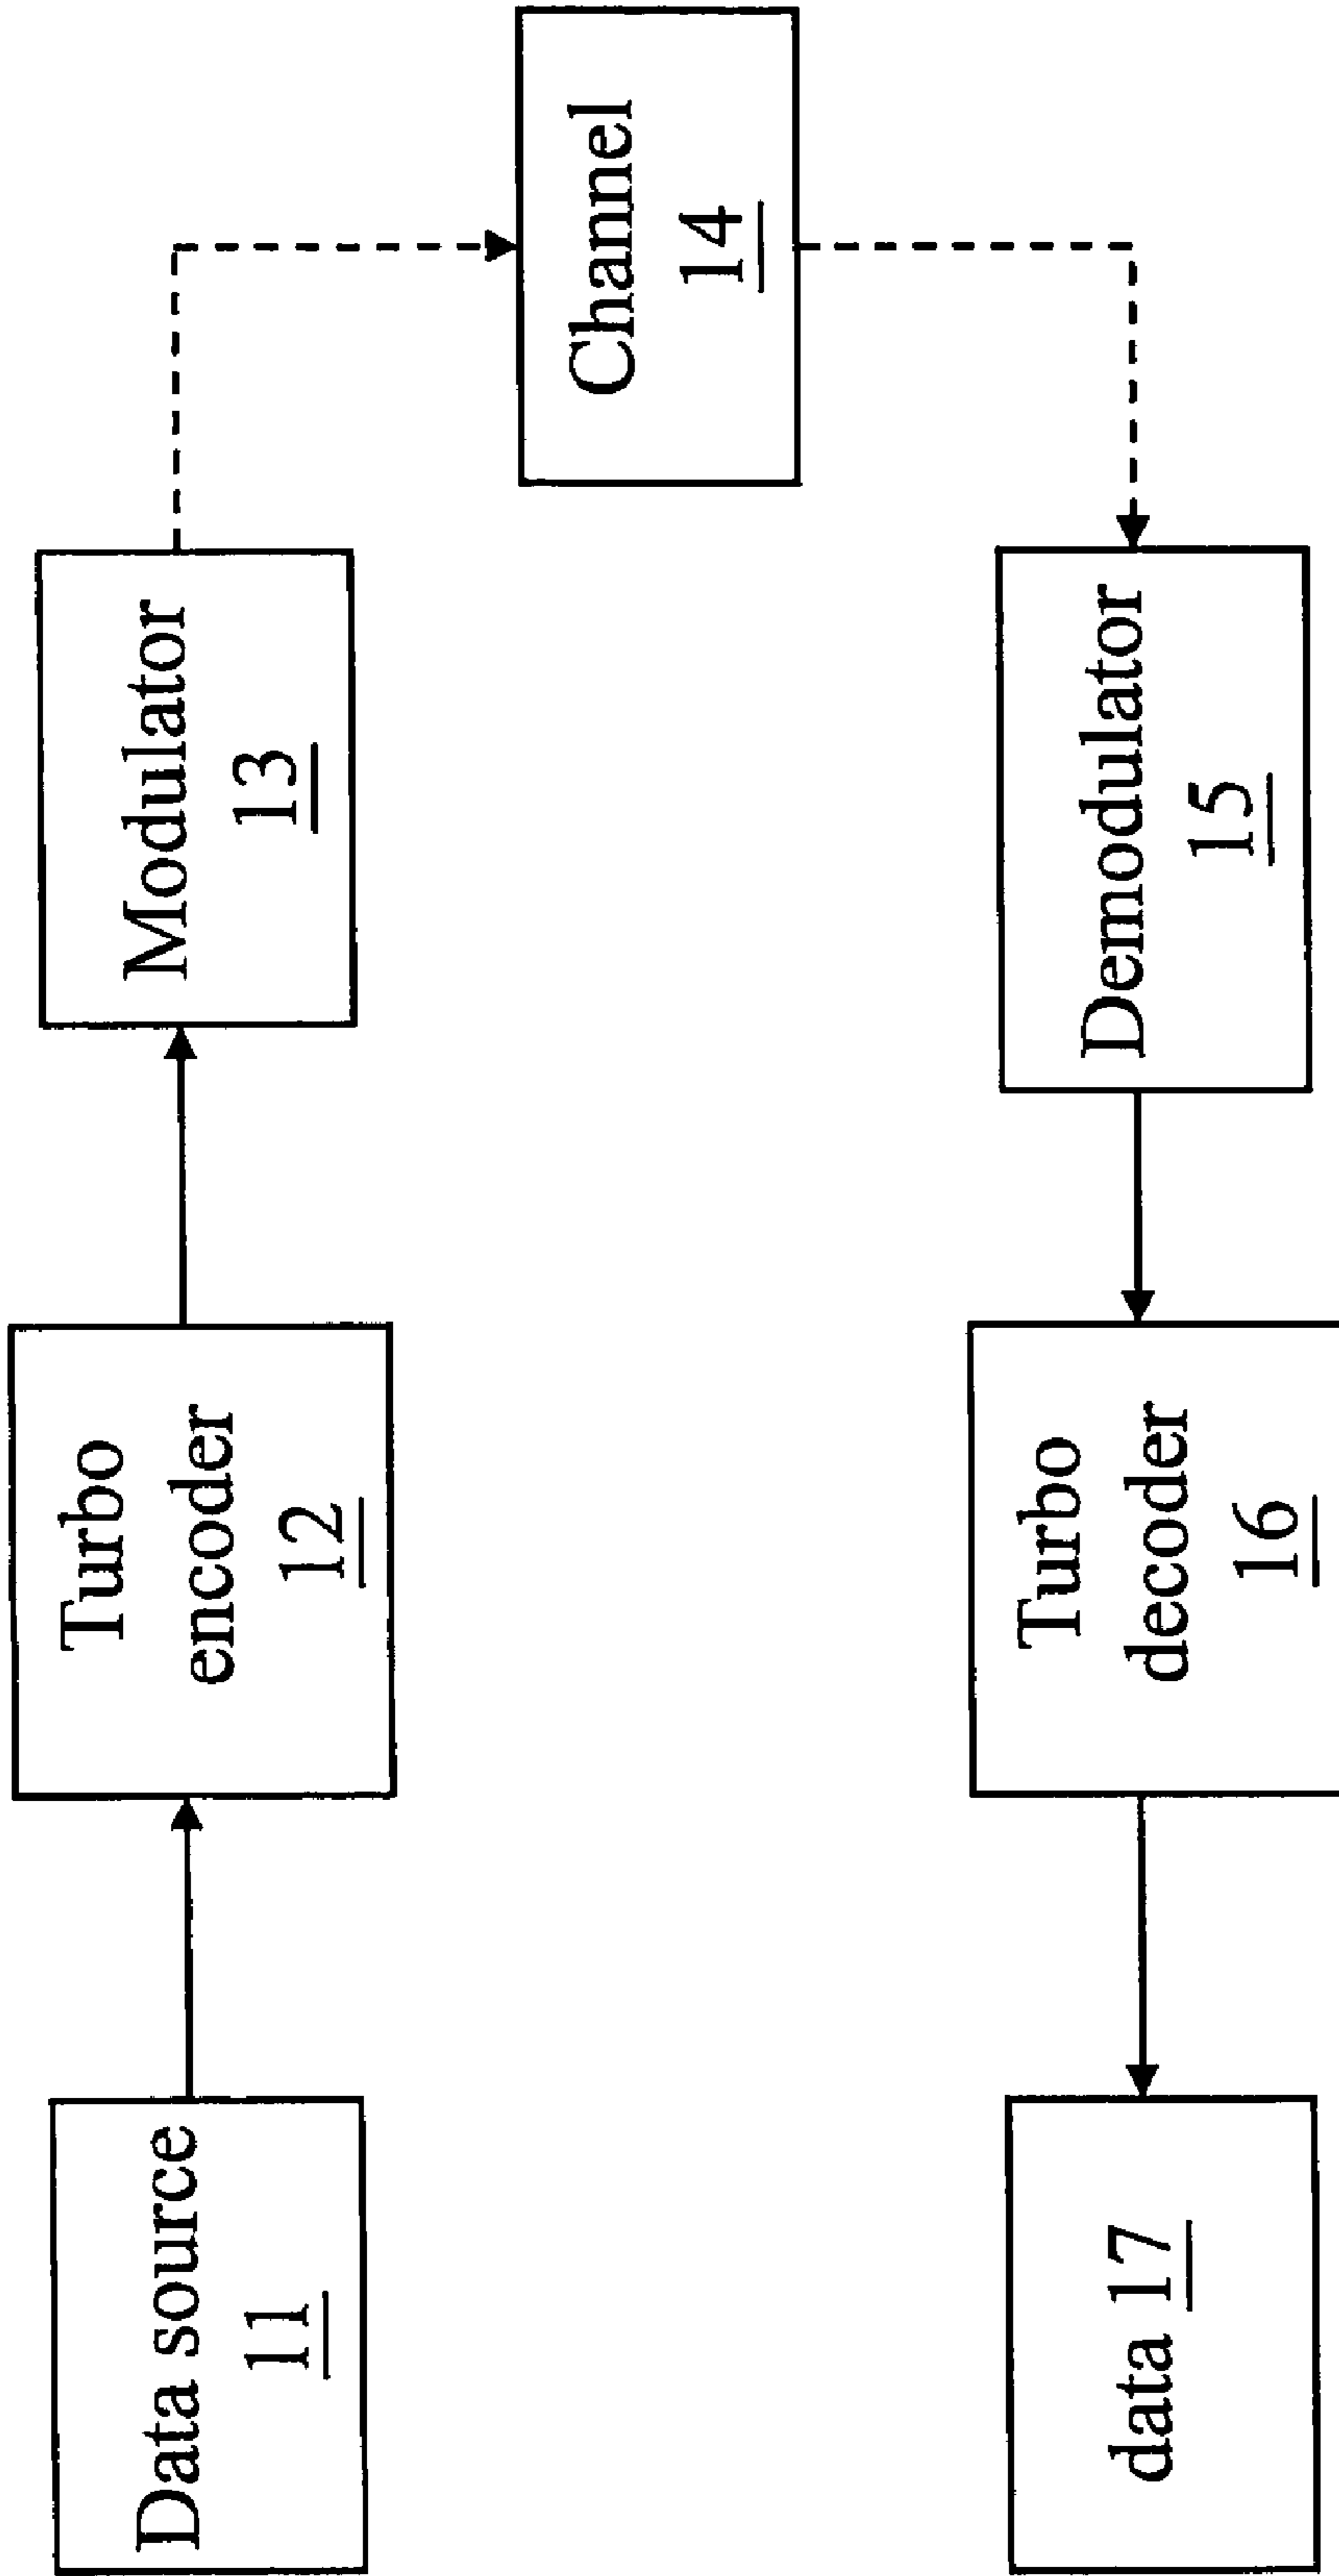 Data source
11
Turbo
encoder
12
Modulator
13
Channel
14
Demodulator
15
Turbo
decoder
16
data 17